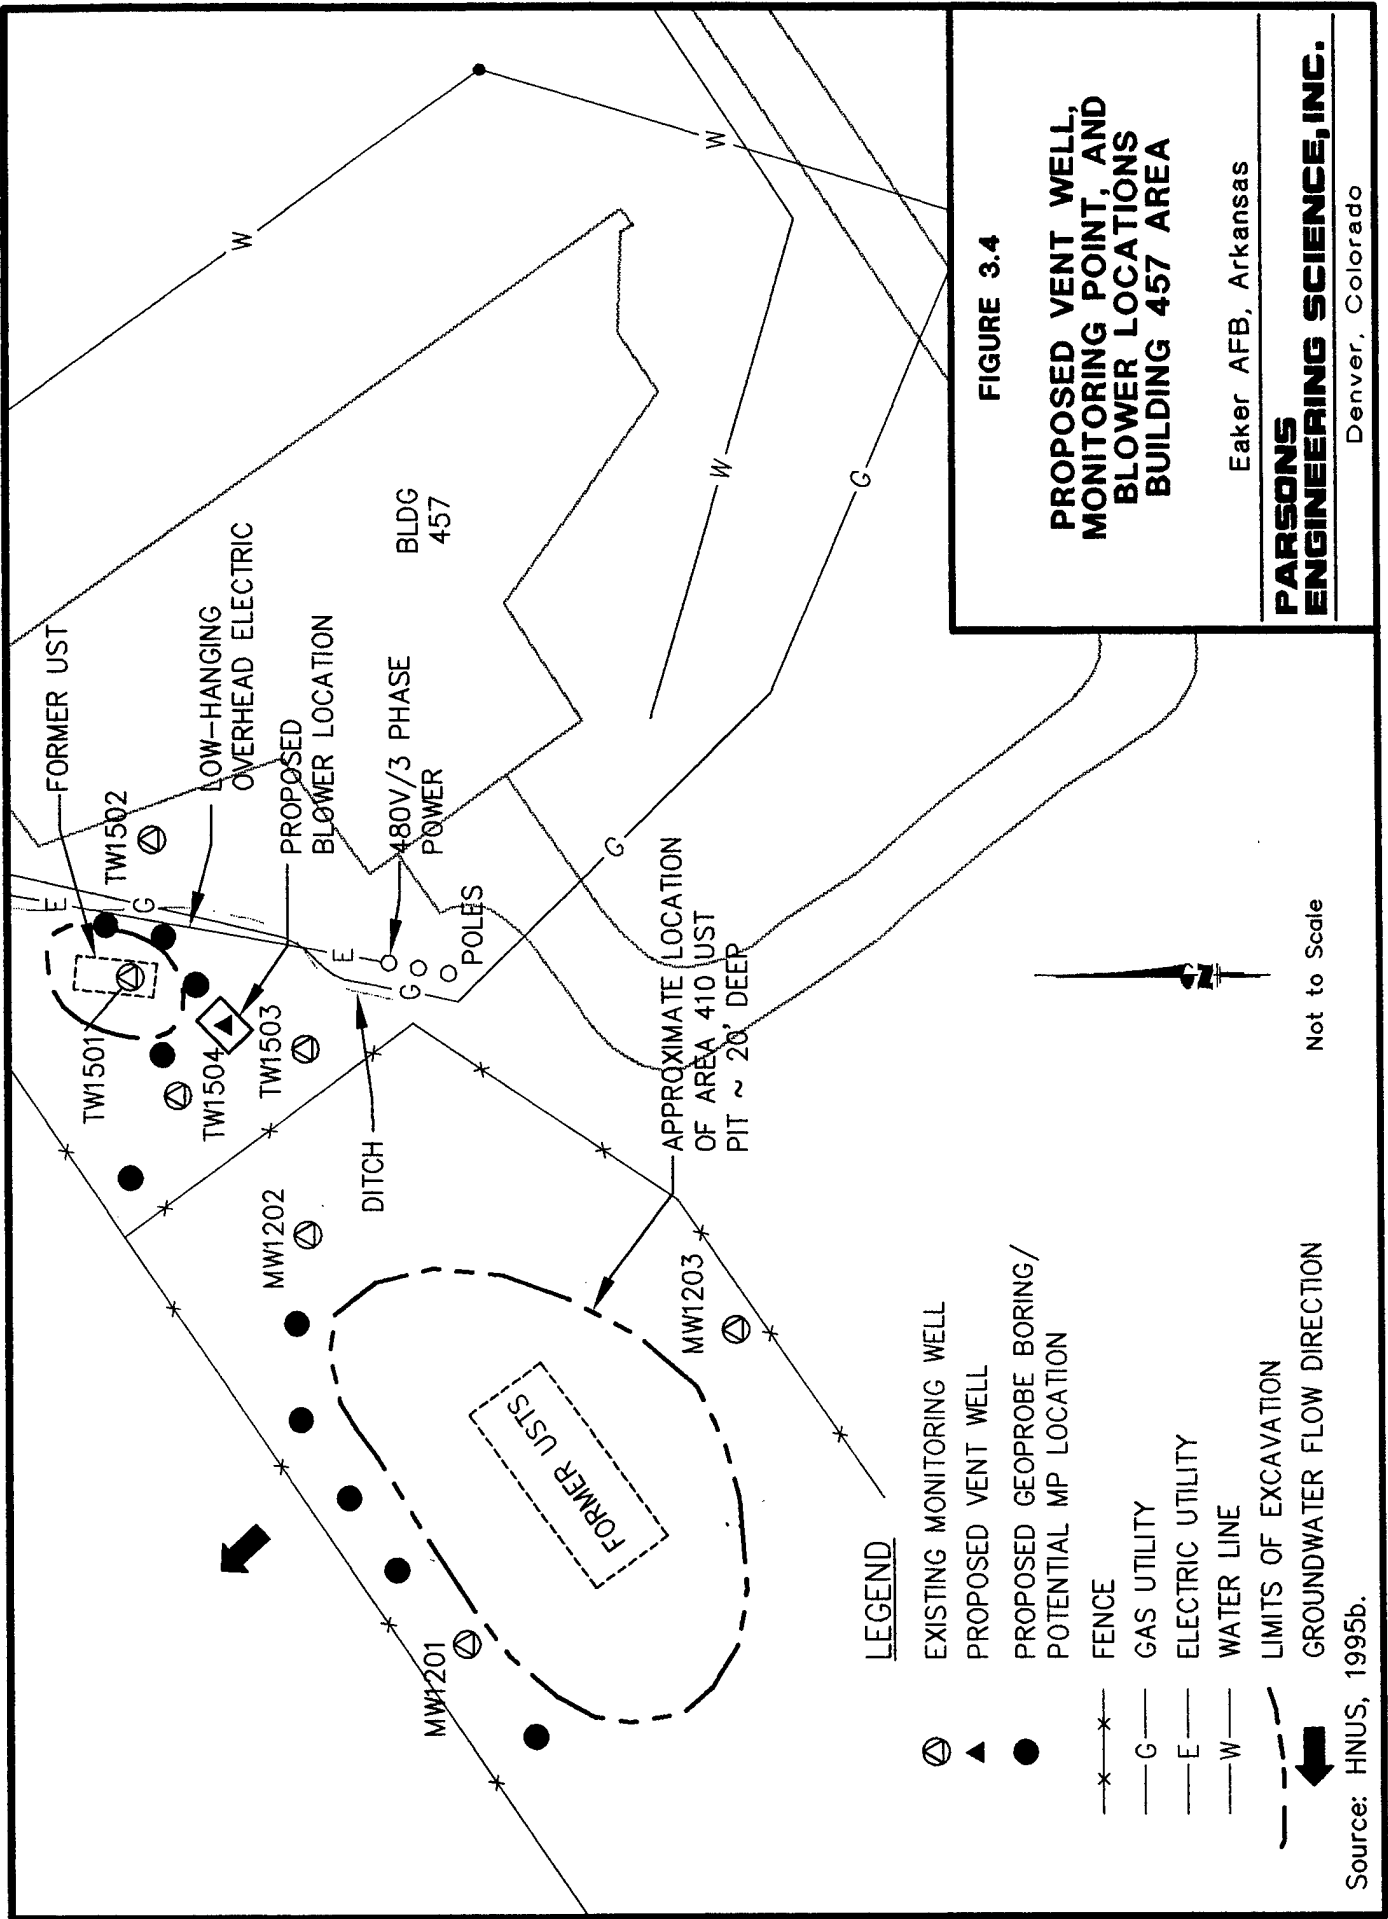 FORMER UST
LOW-HANGING
OVERHEAD ELECTRIC
PROPOSED
BLOWER LOCATION
480V/3 PHASE
POWER
BLDG
457
TW1502
TW1501
TW1504
TW1503
E
G
E
G
G
G
W
W
W
POLES
DITCH
APPROXIMATE LOCATION
OF AREA 410 UST
PIT ~ 20' DEEP
MW1202
MW1203
MW1201
FORMER USTS
N
Not to Scale
LEGEND
EXISTING MONITORING WELL
PROPOSED VENT WELL
PROPOSED GEOPROBE BORING/
POTENTIAL MP LOCATION
FENCE
G GAS UTILITY
E ELECTRIC UTILITY
W WATER LINE
LIMITS OF EXCAVATION
GROUNDWATER FLOW DIRECTION
Source: HNUS, 1995b.
FIGURE 3.4
PROPOSED VENT WELL,
MONITORING POINT, AND
BLOWER LOCATIONS
BUILDING 457 AREA
Eaker AFB, Arkansas
PARSONS
ENGINEERING SCIENCE, INC.
Denver, Colorado